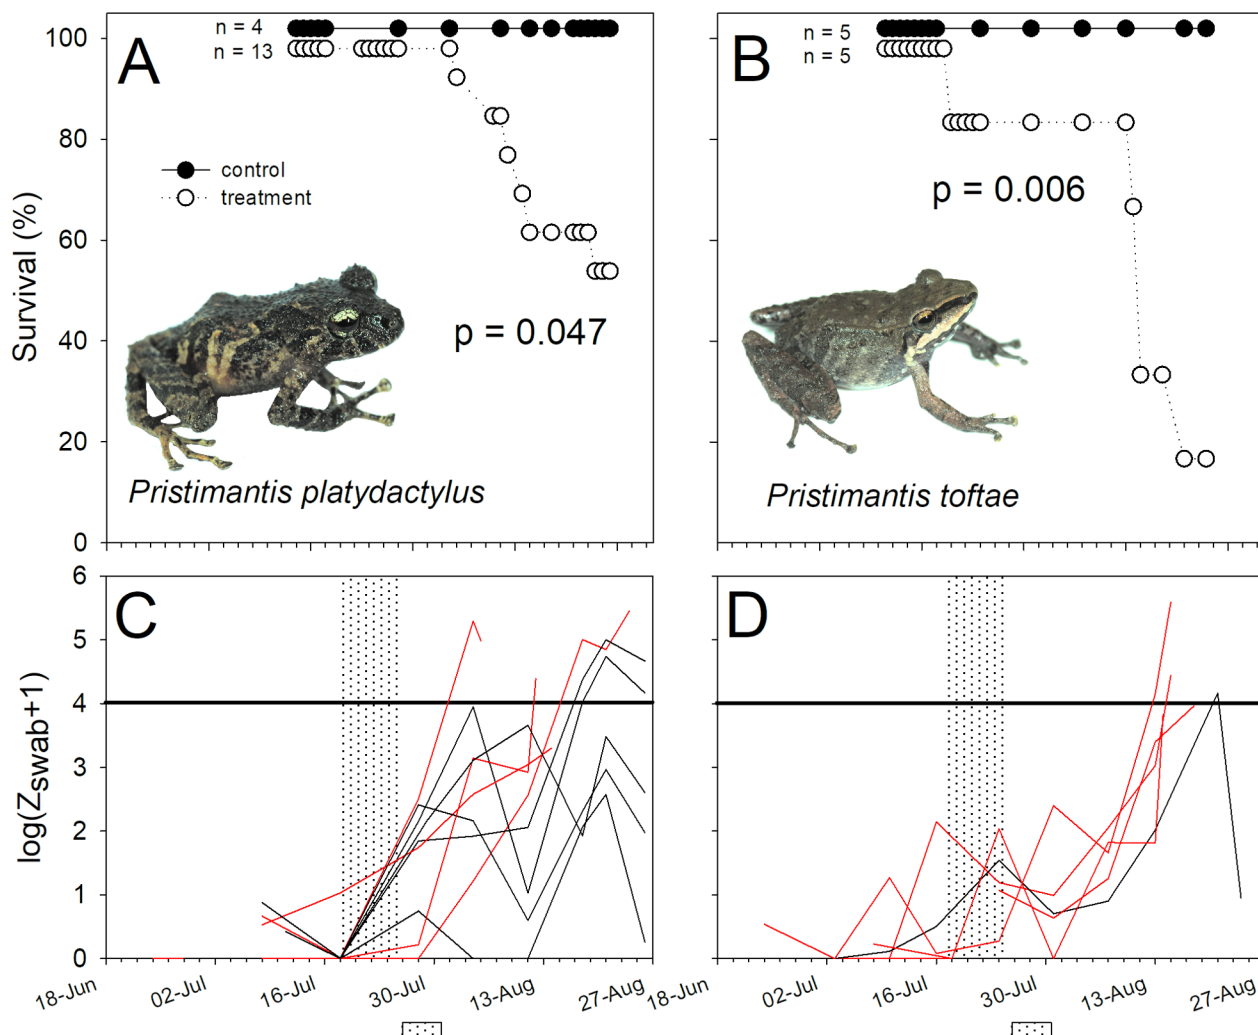 100
80
60
40
20
0
Survival (%)
A
n = 4
n = 13
control
treatment
p = 0.047
Pristimantis platydactylus
B
n = 5
n = 5
p = 0.006
Pristimantis toftae
6
5
4
3
2
1
0
log(Zswab+1)
C
D
18-Jun
02-Jul
16-Jul
30-Jul
13-Aug
27-Aug
18-Jun
02-Jul
16-Jul
30-Jul
13-Aug
27-Aug